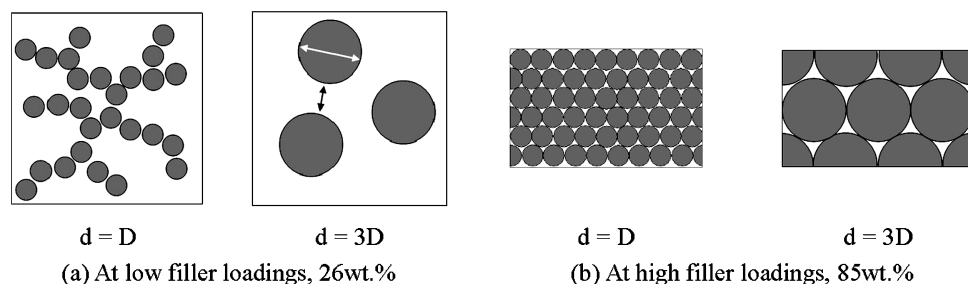 d = D d = 3D d = D d = 3D
(a) At low filler loadings, 26wt.% (b) At high filler loadings, 85wt.%